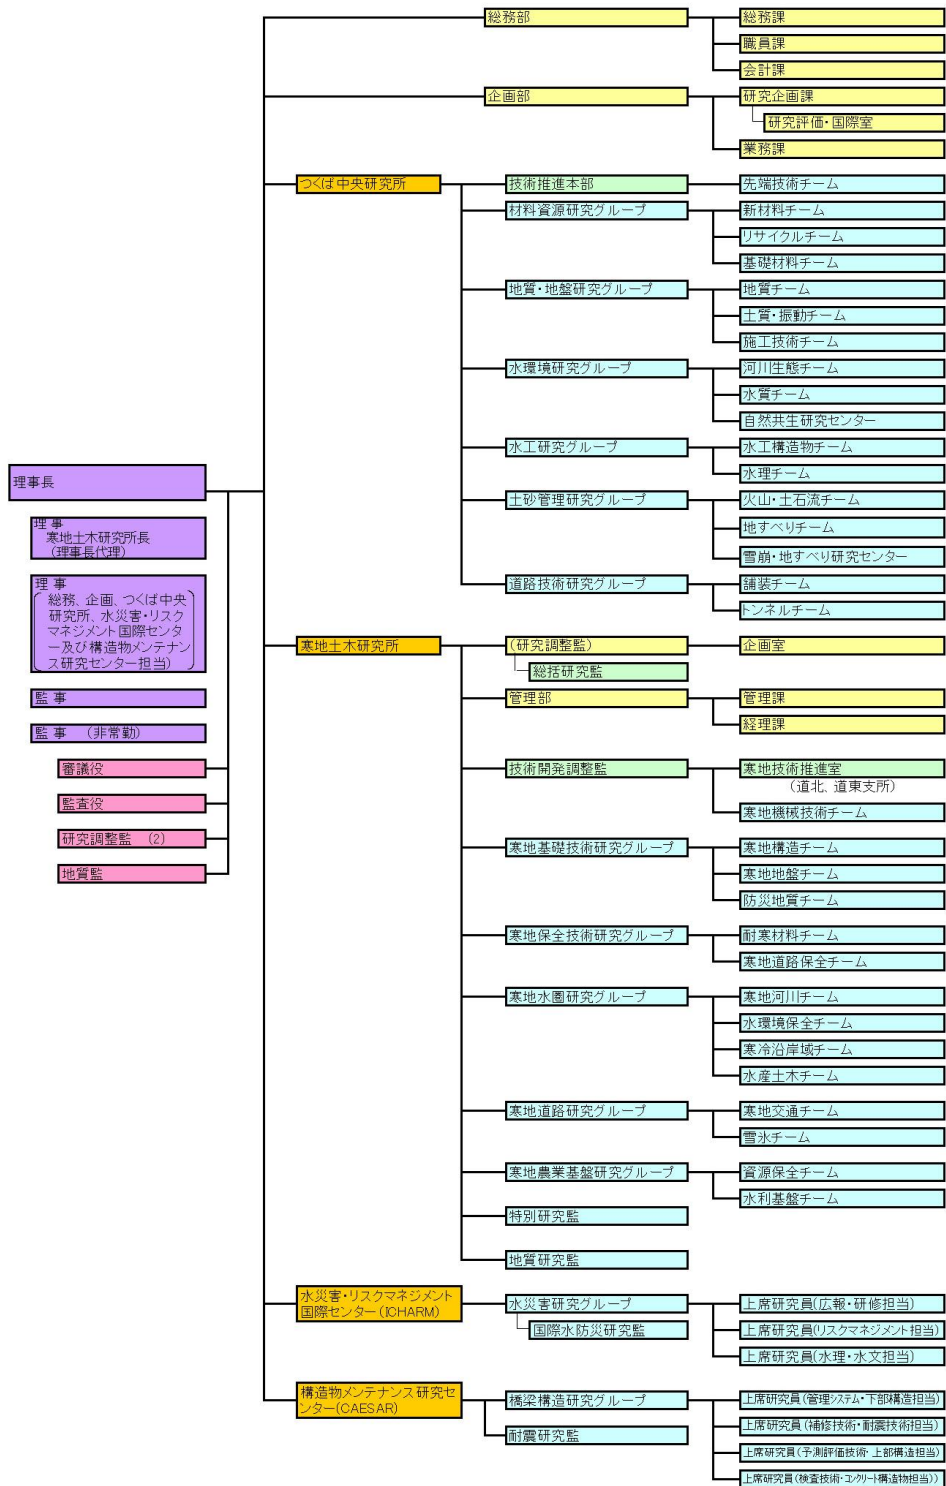 総務部
総務課
職員課
会計課
企画部
研究企画課
研究評価・国際室
業務課
つくば中央研究所
技術推進本部
先端技術チーム
材料資源研究グループ
新材料チーム
リサイクルチーム
基礎材料チーム
地質・地盤研究グループ
地質チーム
土質・振動チーム
施工技術チーム
水環境研究グループ
河川生態チーム
水質チーム
自然共生研究センター
水工研究グループ
水工構造物チーム
水理チーム
土砂管理研究グループ
火山・土石流チーム
地すべりチーム
雪崩・地すべり研究センター
道路技術研究グループ
舗装チーム
トンネルチーム
理事長
理 事
寒地土木研究所長
(理事長代理)
理 事
総務、企画、つくば中央
研究所、水災害・リスク
マネジメント国際センタ
ー及び構造物メンテナン
ス研究センター担当)
監 事
監 事 (非常勤)
審議役
監査役
研究調整監 (2)
地質監
寒地土木研究所
(研究調整監)
企画室
総括研究監
管理部
管理課
経理課
技術開発調整監
寒地技術推進室
(道北、道東支所)
寒地機械技術チーム
寒地基礎技術研究グループ
寒地構造チーム
寒地地盤チーム
防災地質チーム
寒地保全技術研究グループ
耐寒材料チーム
寒地道路保全チーム
寒地水圏研究グループ
寒地河川チーム
水環境保全チーム
寒冷沿岸域チーム
水産土木チーム
寒地道路研究グループ
寒地交通チーム
雪氷チーム
寒地農業基盤研究グループ
資源保全チーム
水利基盤チーム
特別研究監
地質研究監
水災害・リスクマネジメント
国際センター(ICHARM)
水災害研究グループ
国際水防災研究監
上席研究員(広報・研修担当)
上席研究員(リスクマネジメント担当)
上席研究員(水理・水文担当)
構造物メンテナンス研究セ
ンター(CAESAR)
橋梁構造研究グループ
耐震研究監
上席研究員(管理システム・下部構造担当)
上席研究員(補修技術・耐震技術担当)
上席研究員(予測評価技術・上部構造担当)
上席研究員(検査技術・コンクリート構造物担当))